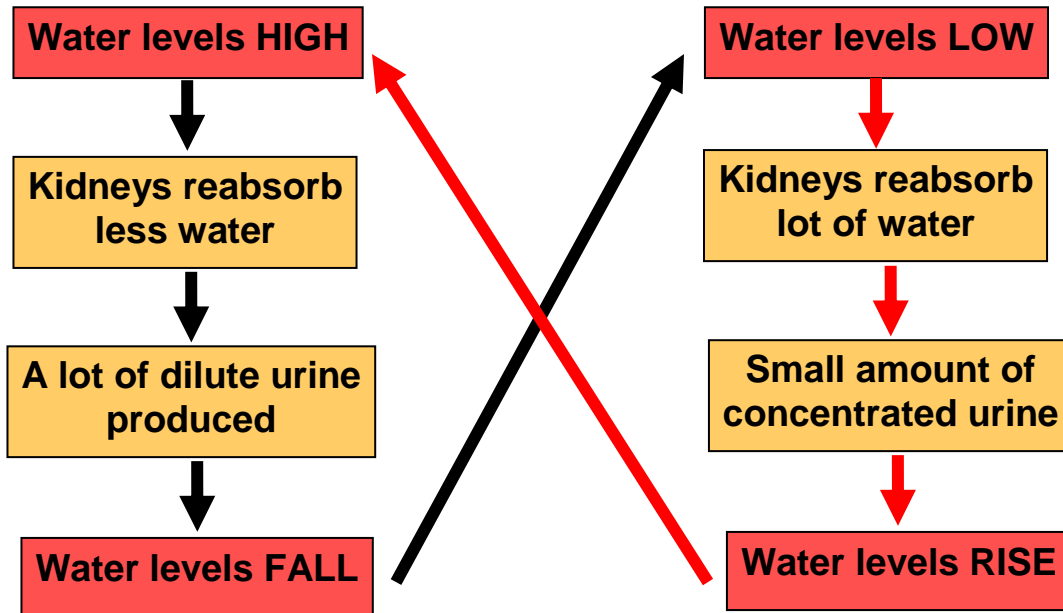 Water levels HIGH
Kidneys reabsorb
less water
A lot of dilute urine
produced
Water levels FALL
Water levels LOW
Kidneys reabsorb
lot of water
Small amount of
concentrated urine
Water levels RISE